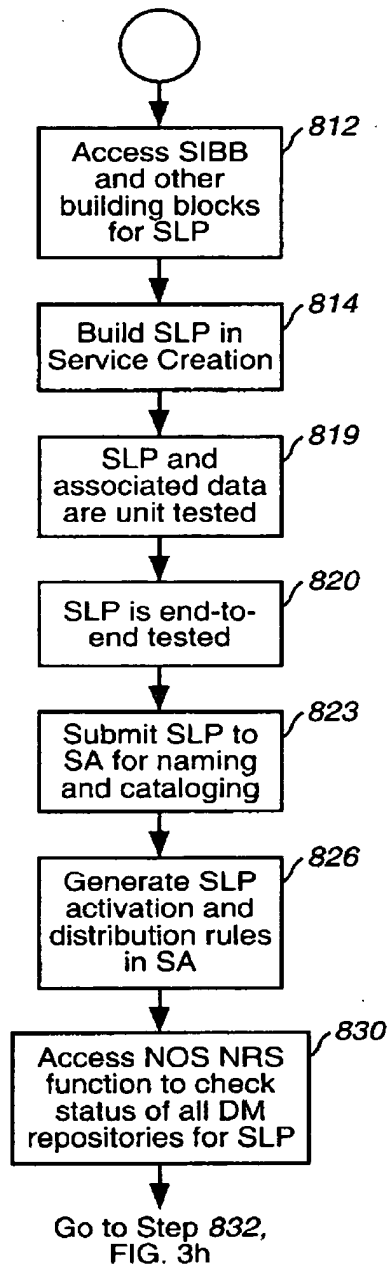 812
Access SIBB
and other
building blocks
for SLP
814
Build SLP in
Service Creation
819
SLP and
associated data
are unit tested
820
SLP is end-to-
end tested
823
Submit SLP to
SA for naming
and cataloging
826
Generate SLP
activation and
distribution rules
in SA
830
Access NOS NRS
function to check
status of all DM
repositories for SLP
Go to Step 832,
FIG. 3h